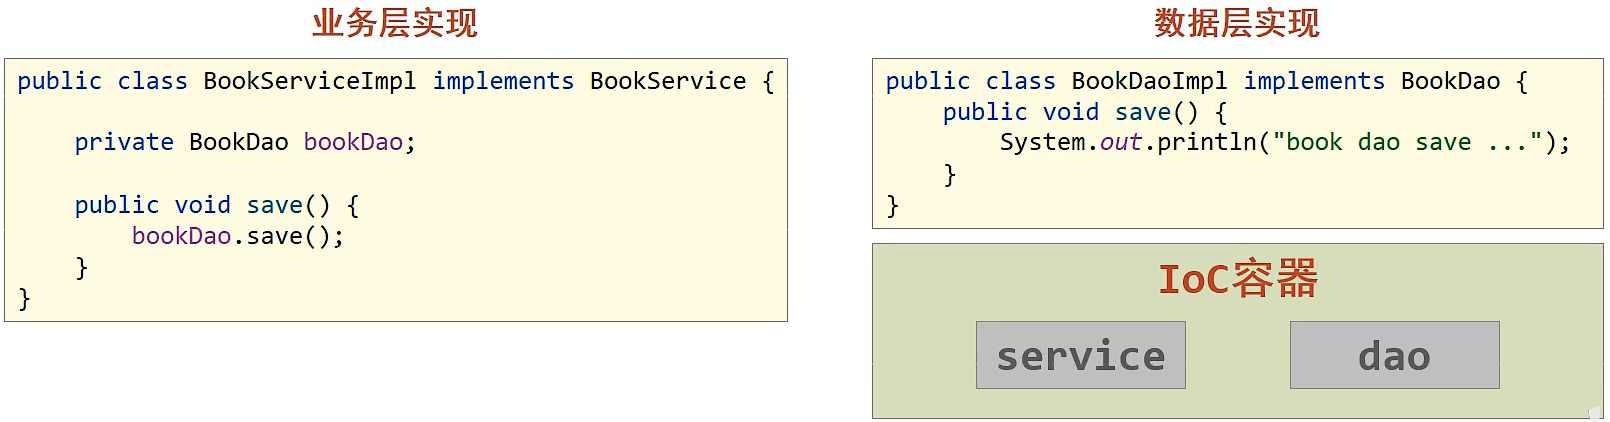 业务层实现
public class BookServiceImpl implements BookService {
    private BookDao bookDao;
    public void save() {
        bookDao.save();
    }
}
数据层实现
public class BookDaoImpl implements BookDao {
    public void save() {
        System.out.println("book dao save ...");
    }
}
IoC容器
service dao